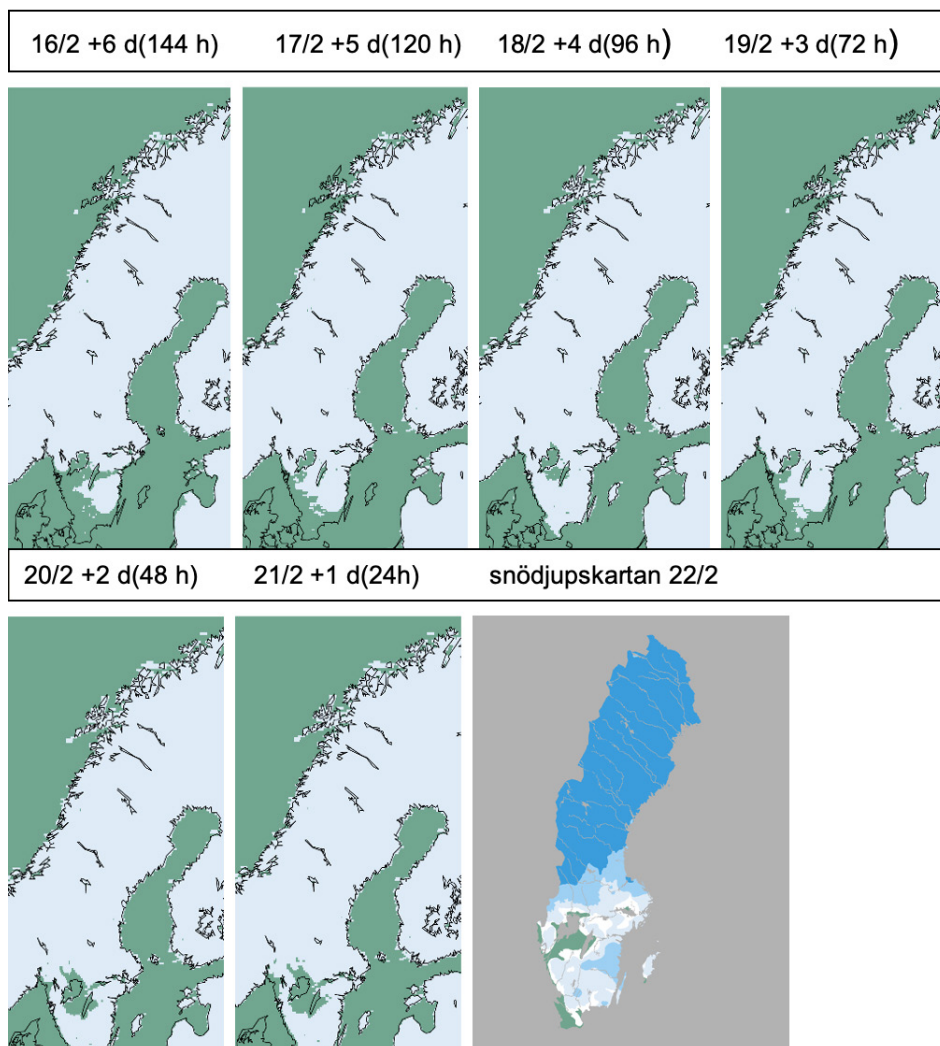 16/2 +6 d(144 h) 17/2 +5 d(120 h) 18/2 +4 d(96 h) 19/2 +3 d(72 h)
20/2 +2 d(48 h) 21/2 +1 d(24h) snödjupskartan 22/2